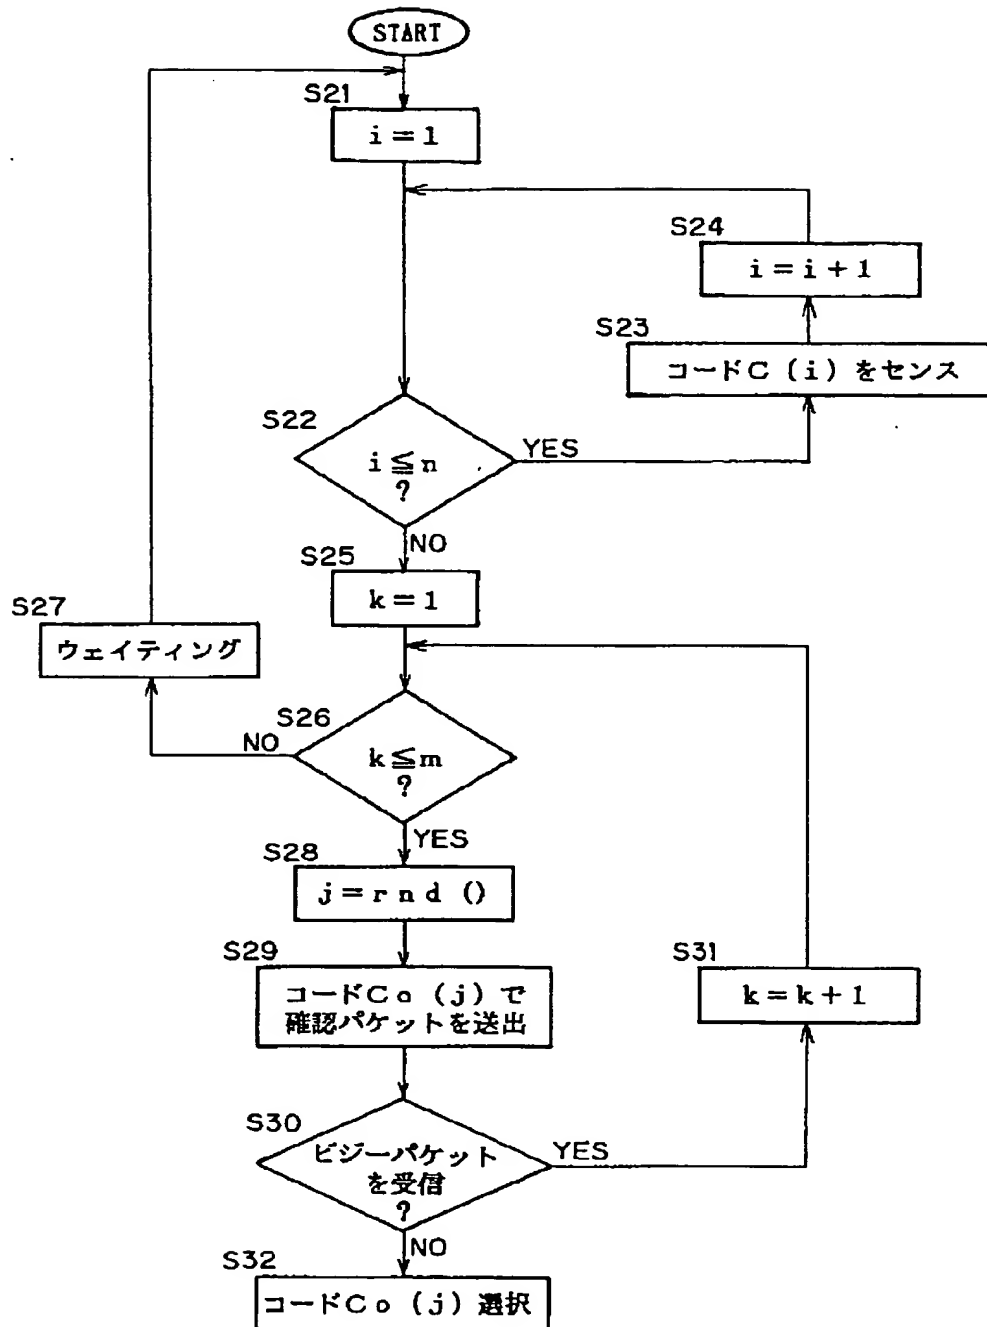 START
S21
i=1
S24
i=i+1
S23
コードC (i) をセンス
S22
i≦n
?
YES
NO
S25
k=1
S27
ウェイティング
S26
NO
k≦m
?
YES
S28
j=rnd ()
S29
コードCo (j) で
確認パケットを送出
S31
k=k+1
S30
ビジーパケット
を受信
?
YES
NO
S32
コードCo (j) 選択